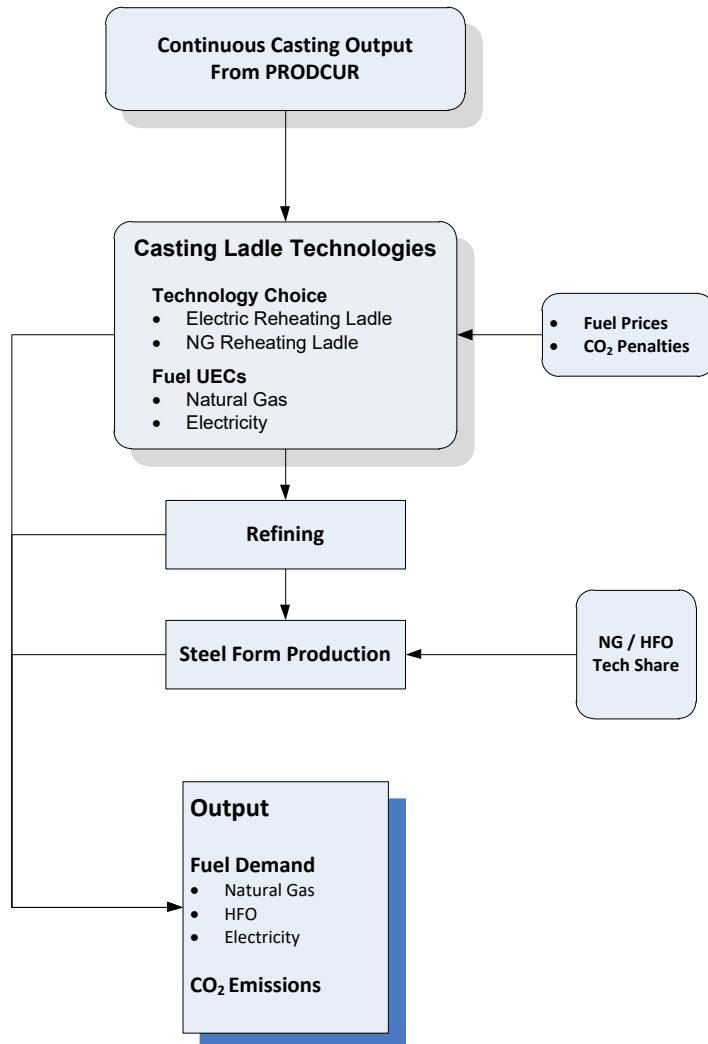 Continuous Casting Output
From PRODCUR
Casting Ladle Technologies
Technology Choice
• Electric Reheating Ladle
• NG Reheating Ladle
Fuel UECs
• Natural Gas
• Electricity
• Fuel Prices
• CO₂ Penalties
Refining
Steel Form Production
NG / HFO
Tech Share
Output
Fuel Demand
• Natural Gas
• HFO
• Electricity
CO₂ Emissions